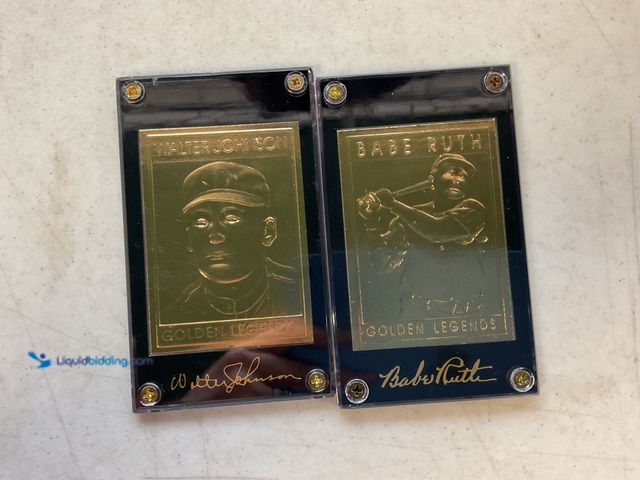 WALTER JOHNSON
GOLDEN LEGENDS
Walter Johnson
BABE RUTH
GOLDEN LEGENDS
Babe Ruth
Liquidbidding.com